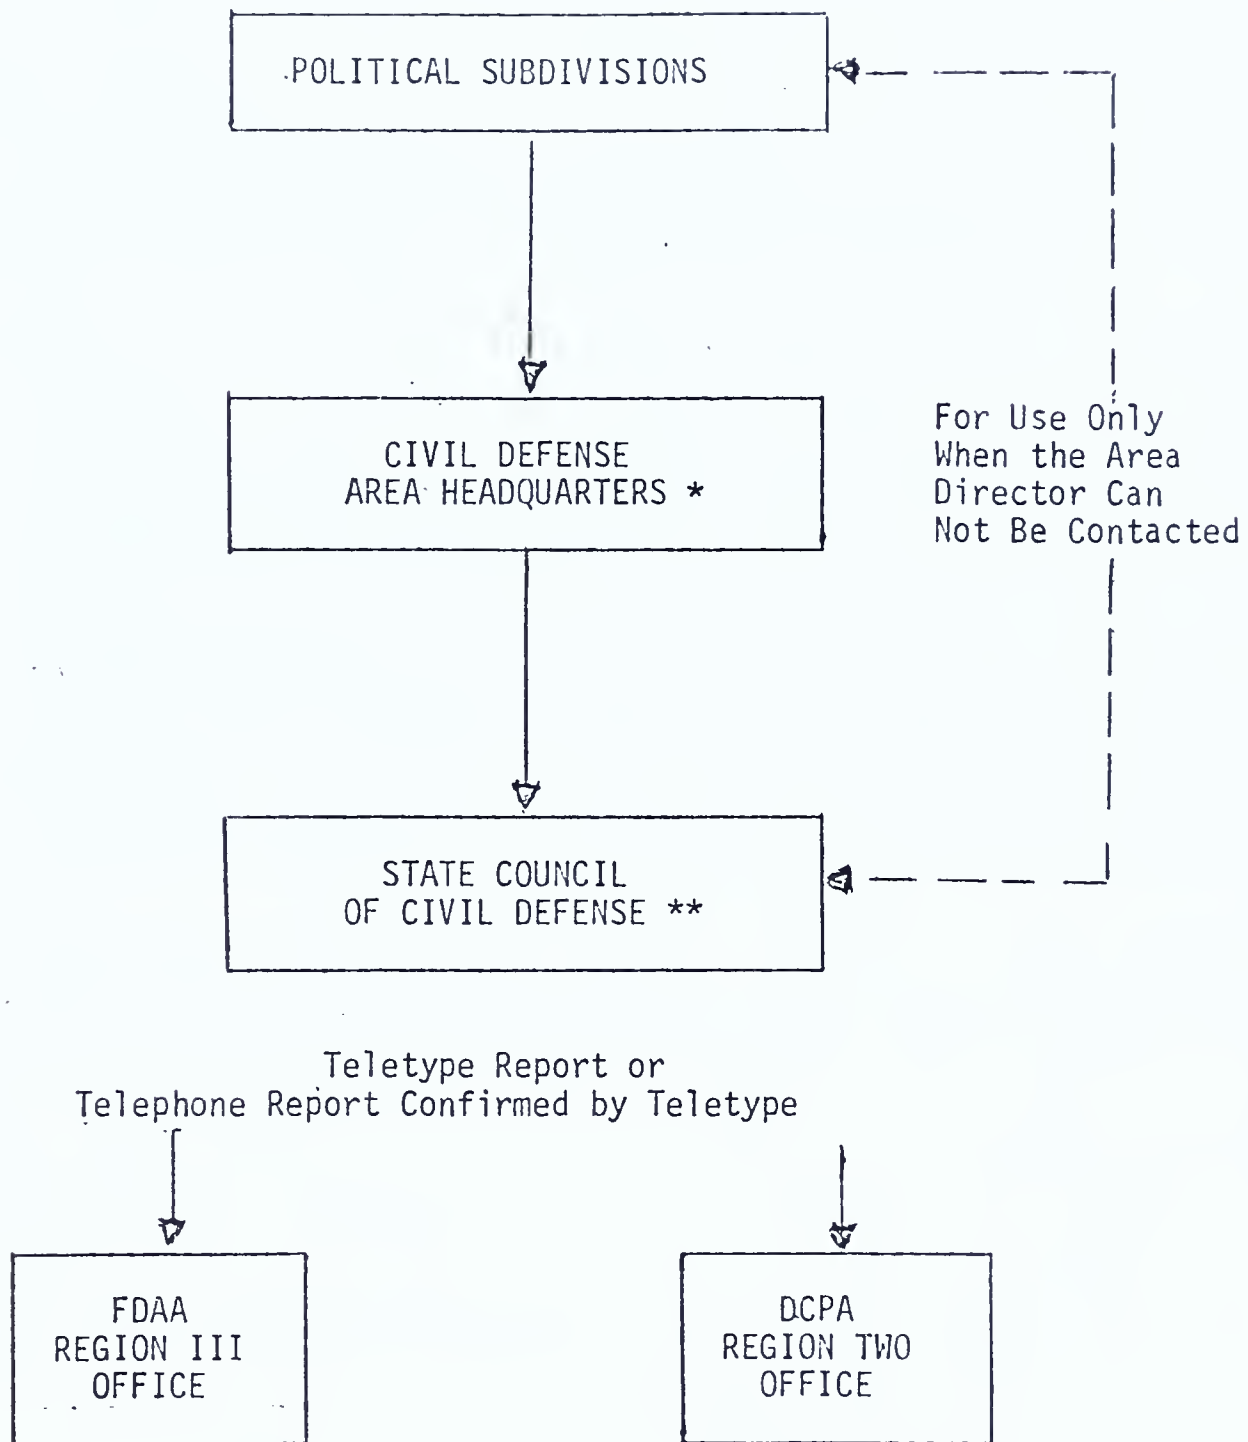 POLITICAL SUBDIVISIONS
CIVIL DEFENSE
AREA HEADQUARTERS *
For Use Only
When the Area
Director Can
Not Be Contacted
STATE COUNCIL
OF CIVIL DEFENSE **
Teletype Report or
Telephone Report Confirmed by Teletype
FDAA
REGION III
OFFICE
DCPA
REGION TWO
OFFICE